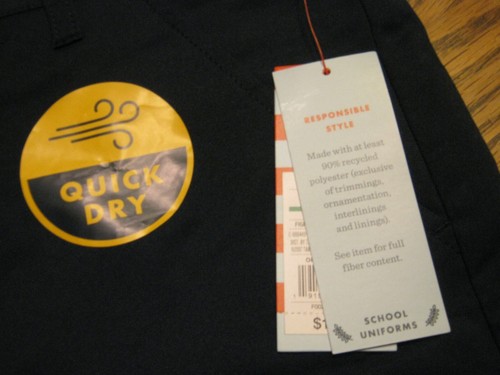 QUICK
DRY
RESPONSIBLE
STYLE
Made with at least
90% recycled
polyester (exclusive
of trimmings,
ornamentation,
interlinings
and linings).
See item for full
fiber content.
SCHOOL
UNIFORMS